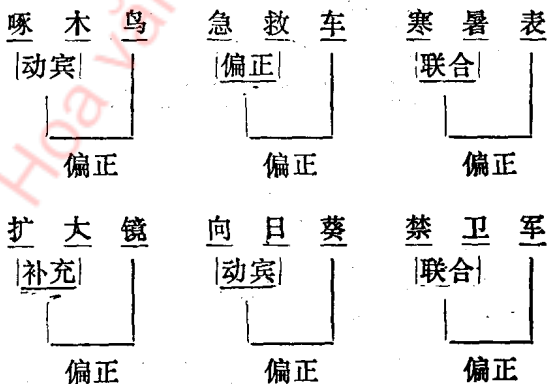 啄 木 鸟 急 救 车 寒 暑 表
动宾 偏正 联合
偏正 偏正 偏正
扩 大 镜 向 日 葵 禁 卫 军
补充 动宾 联合
偏正 偏正 偏正
Hoa văn